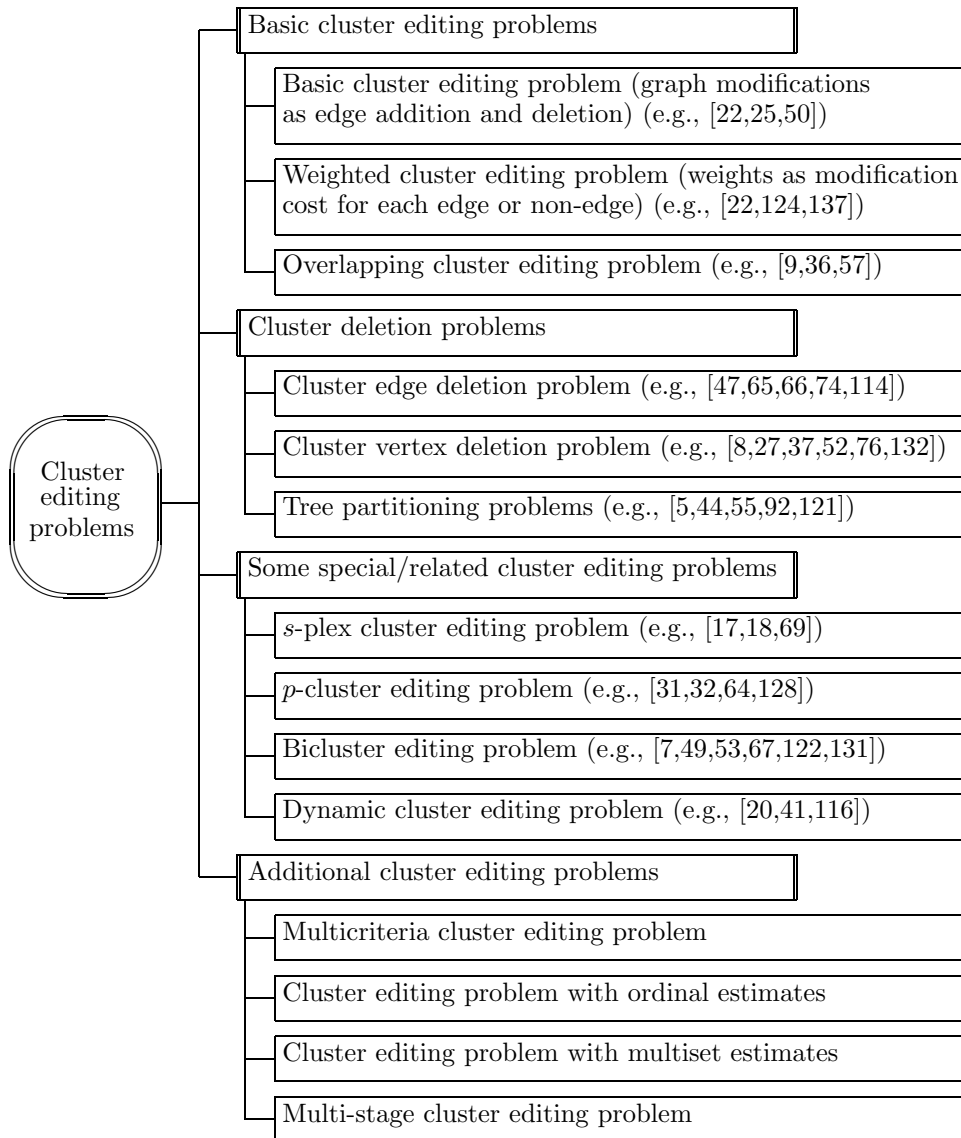 Basic cluster editing problems
Basic cluster editing problem (graph modifications
as edge addition and deletion) (e.g., [22,25,50])
Weighted cluster editing problem (weights as modification
cost for each edge or non-edge) (e.g., [22,124,137])
Overlapping cluster editing problem (e.g., [9,36,57])
Cluster deletion problems
Cluster edge deletion problem (e.g., [47,65,66,74,114])
Cluster vertex deletion problem (e.g., [8,27,37,52,76,132])
Tree partitioning problems (e.g., [5,44,55,92,121])
Cluster
editing
problems
Some special/related cluster editing problems
s-plex cluster editing problem (e.g., [17,18,69])
p-cluster editing problem (e.g., [31,32,64,128])
Bicluster editing problem (e.g., [7,49,53,67,122,131])
Dynamic cluster editing problem (e.g., [20,41,116])
Additional cluster editing problems
Multicriteria cluster editing problem
Cluster editing problem with ordinal estimates
Cluster editing problem with multiset estimates
Multi-stage cluster editing problem